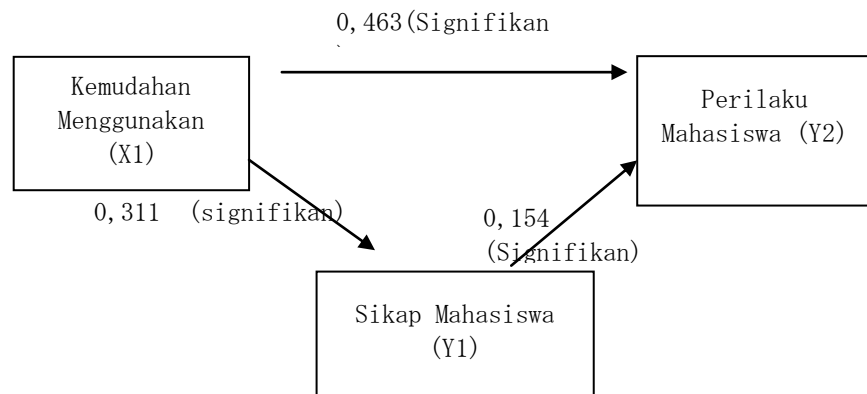 0,463(Signifikan
Kemudahan
Menggunakan
(X1)
Perilaku
Mahasiswa (Y2)
0,311 (signifikan)
0,154
(Signifikan)
Sikap Mahasiswa
(Y1)